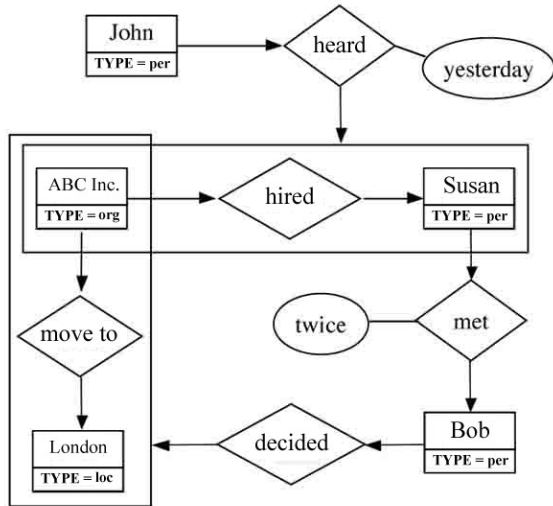 John
TYPE = per
heard
yesterday
ABC Inc.
TYPE = org
hired
Susan
TYPE = per
move to
twice
met
London
TYPE = loc
decided
Bob
TYPE = per